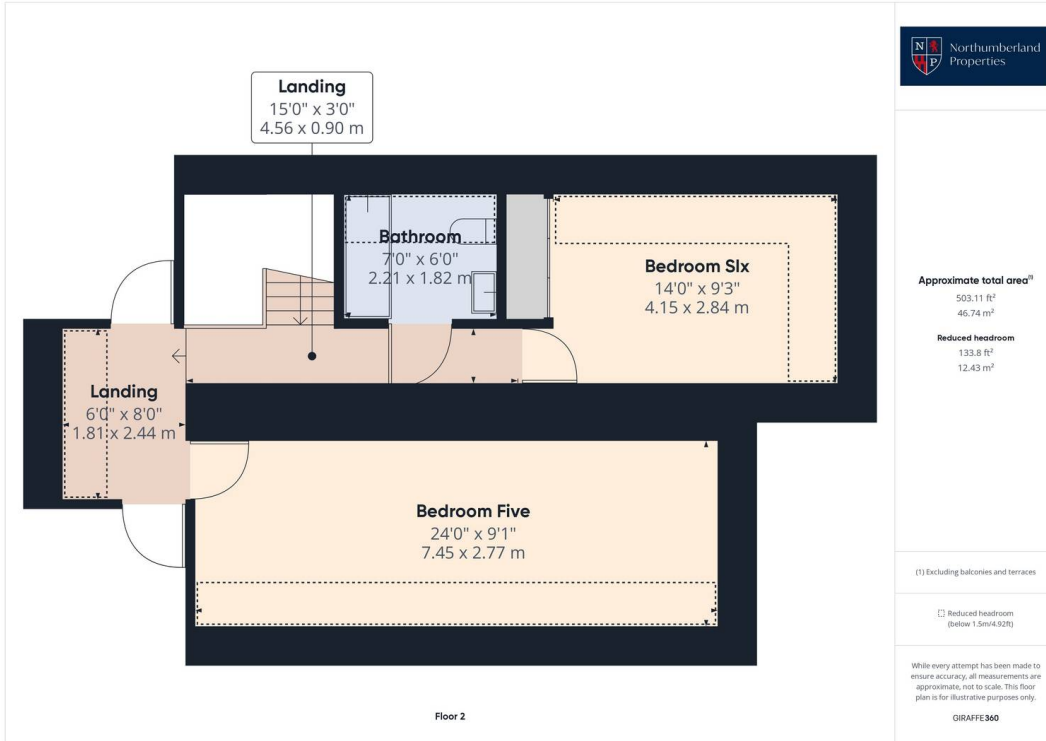 Landing
15'0" x 3'0"
4.56 x 0.90 m
Bathroom
7'0" x 6'0"
2.21 x 1.82 m
Bedroom SIx
14'0" x 9'3"
4.15 x 2.84 m
Landing
6'0" x 8'0"
1.81 x 2.44 m
Bedroom Five
24'0" x 9'1"
7.45 x 2.77 m
Floor 2
N
P
Northumberland
Properties
Approximate total area(1)
503.11 ft²
46.74 m²
Reduced headroom
133.8 ft²
12.43 m²
(1) Excluding balconies and terraces
Reduced headroom
(below 1.5m/4.92ft)
While every attempt has been made to
ensure accuracy, all measurements are
approximate, not to scale. This floor
plan is for illustrative purposes only.
GIRAFFE360